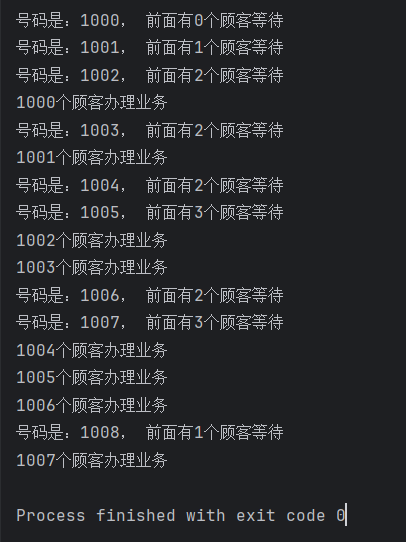 号码是：1000， 前面有0个顾客等待
号码是：1001， 前面有1个顾客等待
号码是：1002， 前面有2个顾客等待
1000个顾客办理业务
号码是：1003， 前面有2个顾客等待
1001个顾客办理业务
号码是：1004， 前面有2个顾客等待
号码是：1005， 前面有3个顾客等待
1002个顾客办理业务
1003个顾客办理业务
号码是：1006， 前面有2个顾客等待
号码是：1007， 前面有3个顾客等待
1004个顾客办理业务
1005个顾客办理业务
1006个顾客办理业务
号码是：1008， 前面有1个顾客等待
1007个顾客办理业务
Process finished with exit code 0